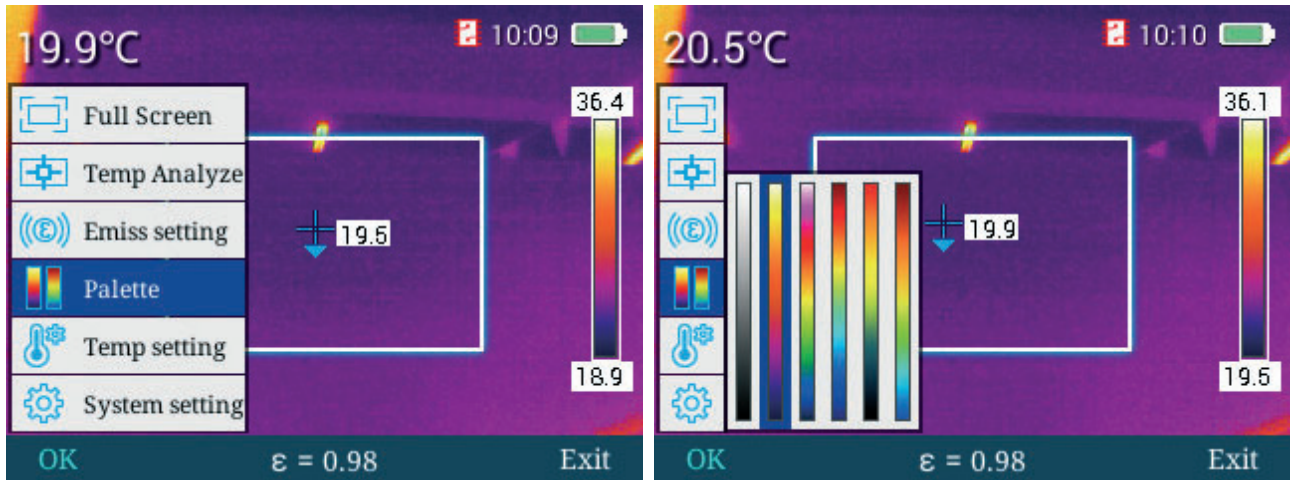 19.9°C
10:09
36.4
Full Screen
Temp Analyze
Emiss setting
19.6
Palette
Temp setting
18.9
System setting
OK
ε = 0.98
Exit
20.5°C
10:10
36.1
19.9
19.6
OK
ε = 0.98
Exit